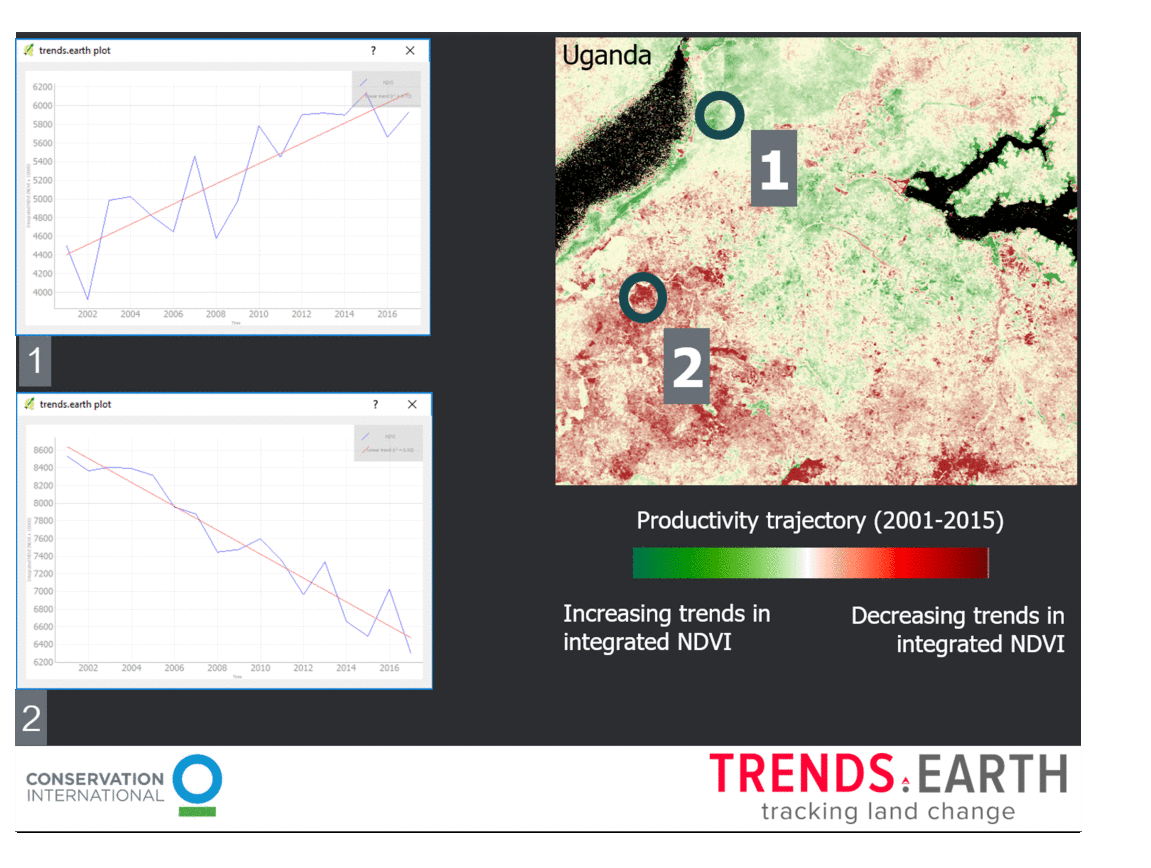 trends.earth plot
?
6200
6000
5800
5600
5400
5200
5000
4800
4600
4400
4200
4000
2002 2004 2006 2008 2010 2012 2014 2016
Time
1
trends.earth plot
?
8600
8400
8200
8000
7800
7600
7400
7200
7000
6800
6600
6400
6200
2002 2004 2006 2008 2010 2012 2014 2016
Time
2
Uganda
1
2
Productivity trajectory (2001-2015)
Increasing trends in
integrated NDVI
Decreasing trends in
integrated NDVI
CONSERVATION
INTERNATIONAL
TRENDS.EARTH
tracking land change